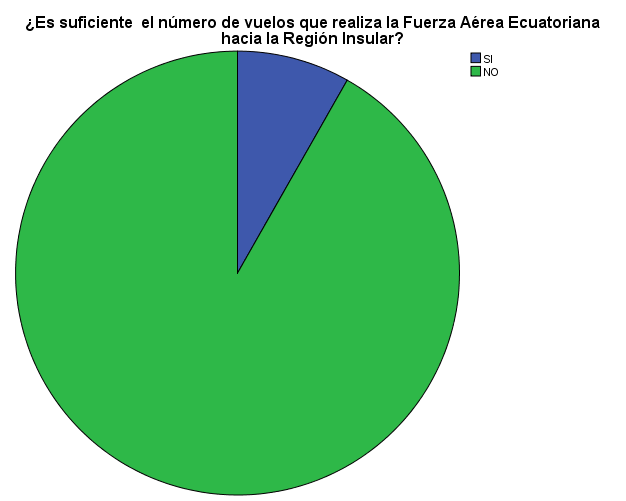 ¿Es suficiente  el número de vuelos que realiza la Fuerza Aérea Ecuatoriana
hacia la Región Insular?
SI
NO